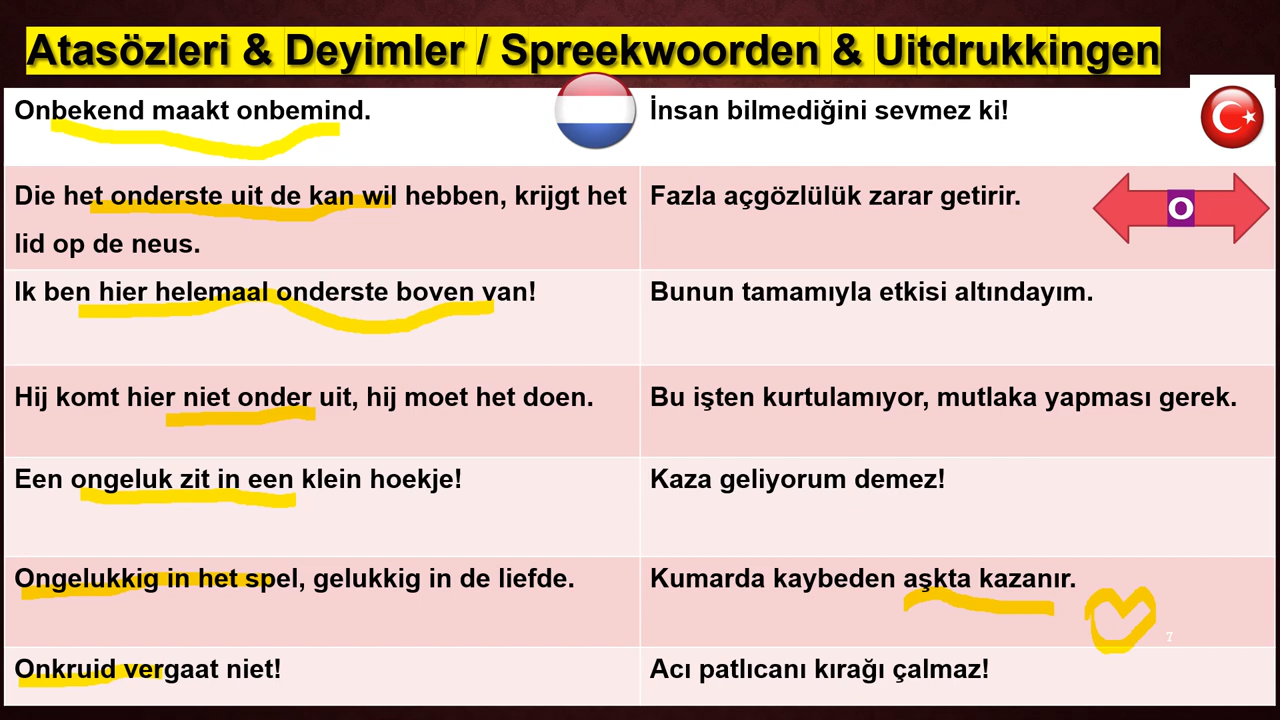 Atasözleri & Deyimler / Spreekwoorden & Uitdrukkingen
Onbekend maakt onbemind.
İnsan bilmediğini sevmez ki!
Die het onderste uit de kan wil hebben, krijgt het
lid op de neus.
Fazla açgözlülük zarar getirir.
O
Ik ben hier helemaal onderste boven van!
Bunun tamamıyla etkisi altındayım.
Hij komt hier niet onder uit, hij moet het doen.
Bu işten kurtulamıyor, mutlaka yapması gerek.
Een ongeluk zit in een klein hoekje!
Kaza geliyorum demez!
Ongelukkig in het spel, gelukkig in de liefde.
Kumarda kaybeden aşkta kazanır.
7
Onkruid vergaat niet!
Acı patlıcanı kırağı çalmaz!